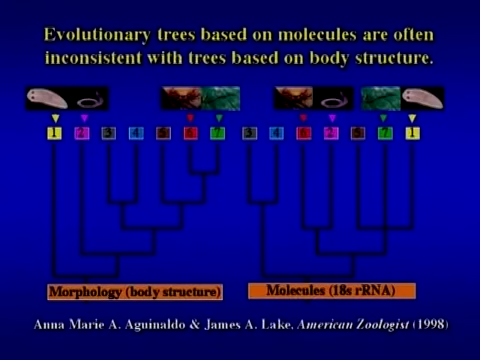 Evolutionary trees based on molecules are often
inconsistent with trees based on body structure.
1 2 3 4 5 6 7 3 4 6 2 5 7 1
Morphology (body structure) Molecules (18s rRNA)
Anna Marie A. Aguinaldo & James A. Lake, American Zoologist (1998)